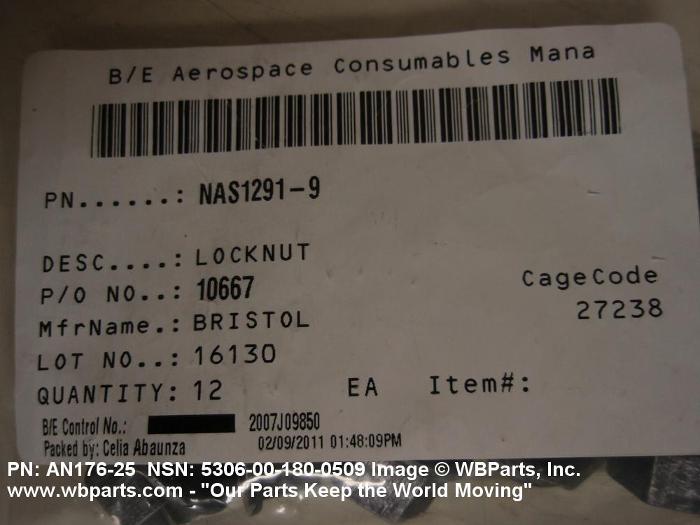 B/E Aerospace Consumables Mana
PN......: NAS1291-9
DESC....: LOCKNUT
P/O NO..: 10667
CageCode
MfrName.: BRISTOL
27238
LOT NO..: 16130
QUANTITY: 12 EA Item#:
B/E Control No.: 2007J09850
Packed by: Celia Abaunza 02/09/2011 01:48:09PM
PN: AN176-25 NSN: 5306-00-180-0509 Image © WBParts, Inc.
www.wbparts.com - "Our Parts Keep the World Moving"